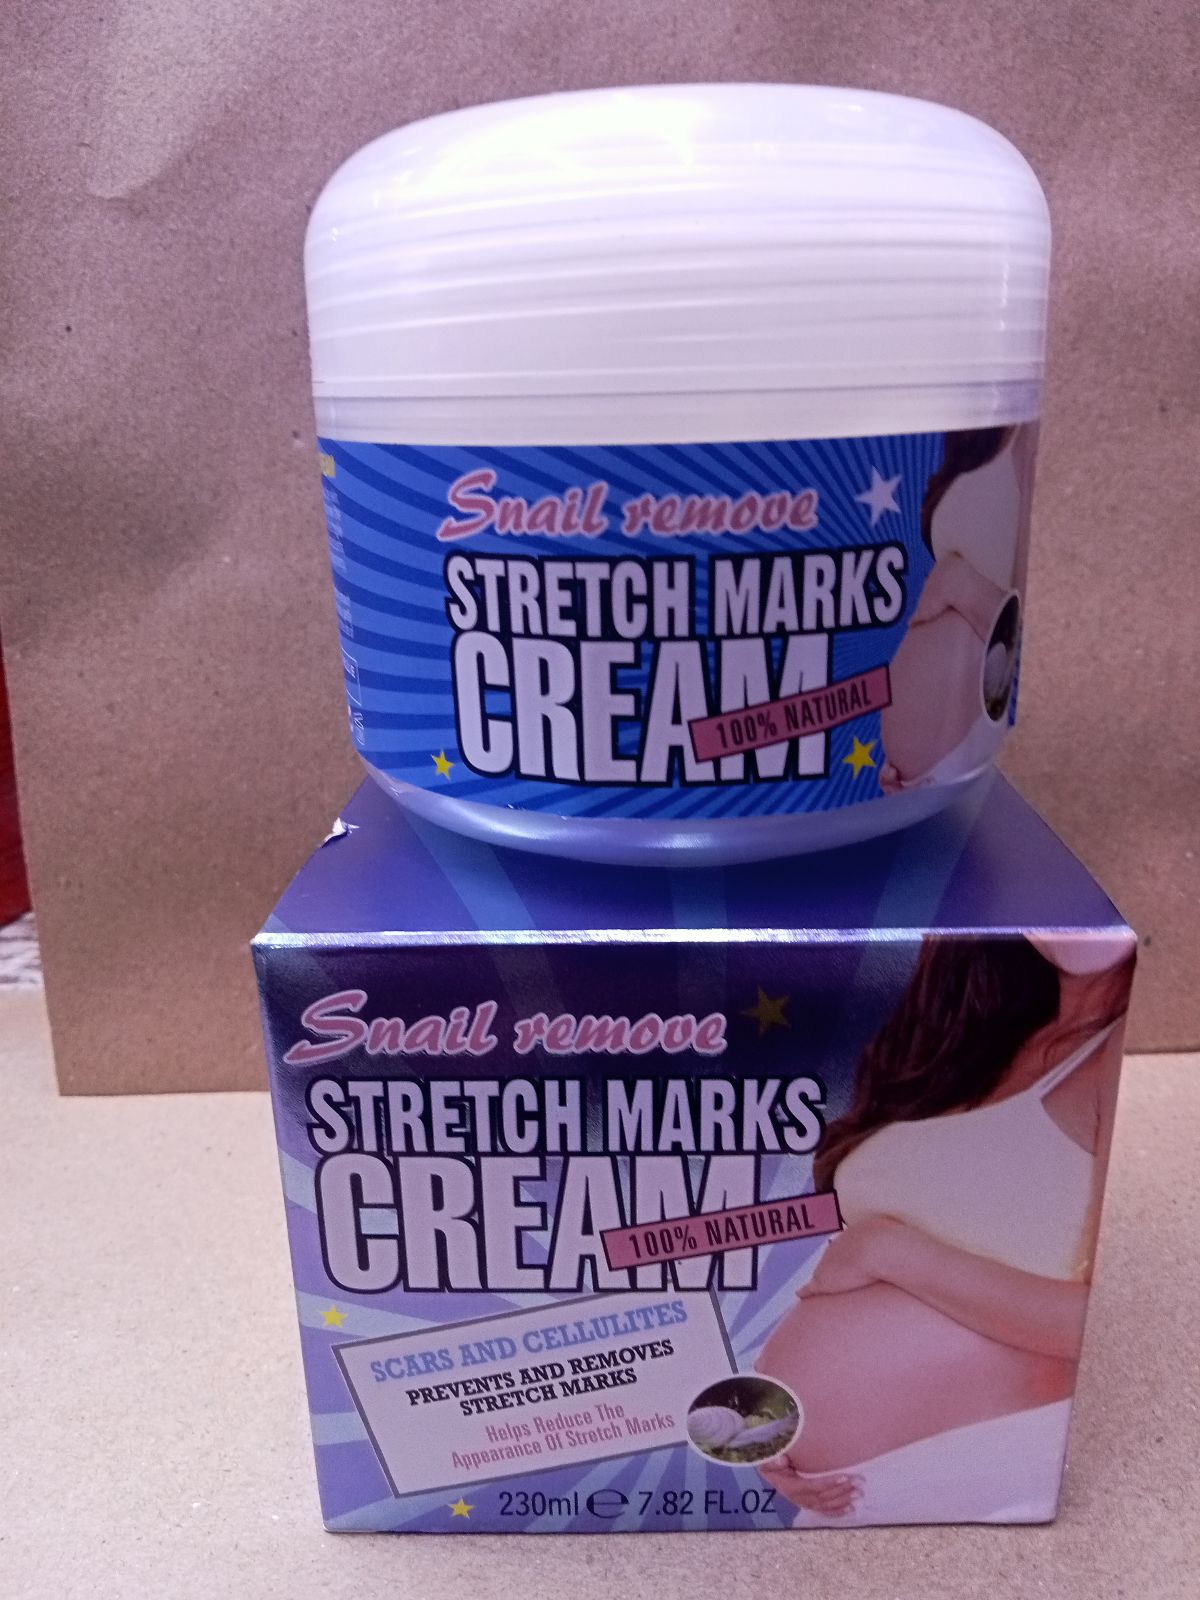 Snail remove
STRETCH MARKS
CREAM
100% NATURAL
Snail remove
STRETCH MARKS
CREAM
100% NATURAL
SCARS AND CELLULITES
PREVENTS AND REMOVES
STRETCH MARKS
Helps Reduce The
Appearance Of Stretch Marks
230ml ℮ 7.82 FL.OZ